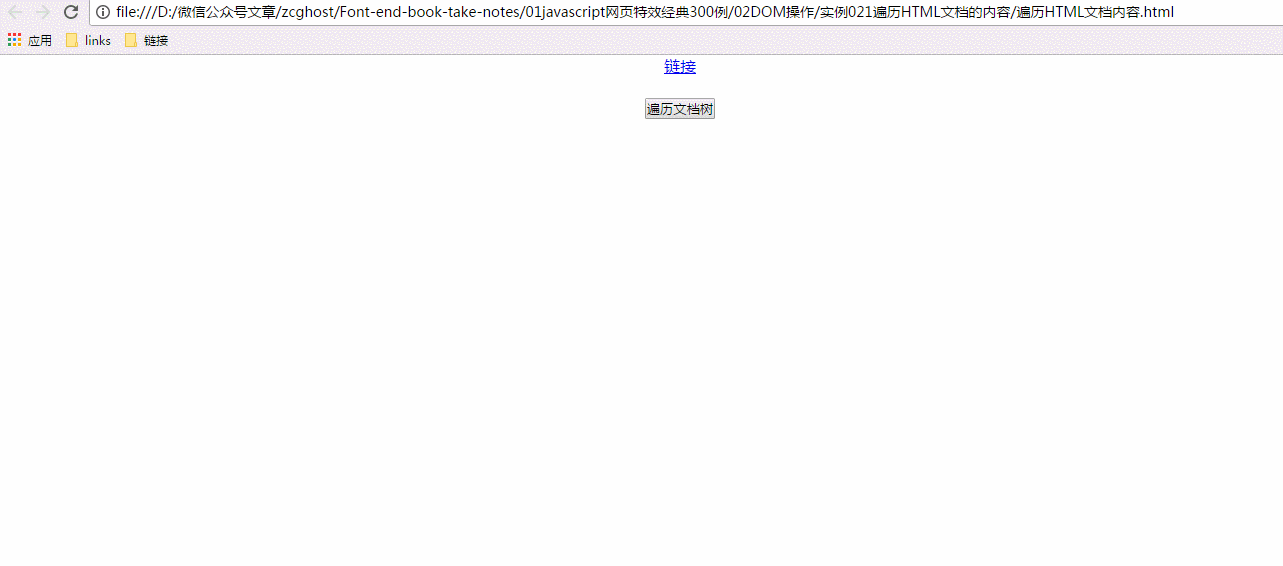 file:///D:/微信公众号文章/zcghost/Font-end-book-take-notes/01javascript网页特效经典300例/02DOM操作/实例021遍历HTML文档的内容/遍历HTML文档内容.html
应用 links 链接
链接
遍历文档树